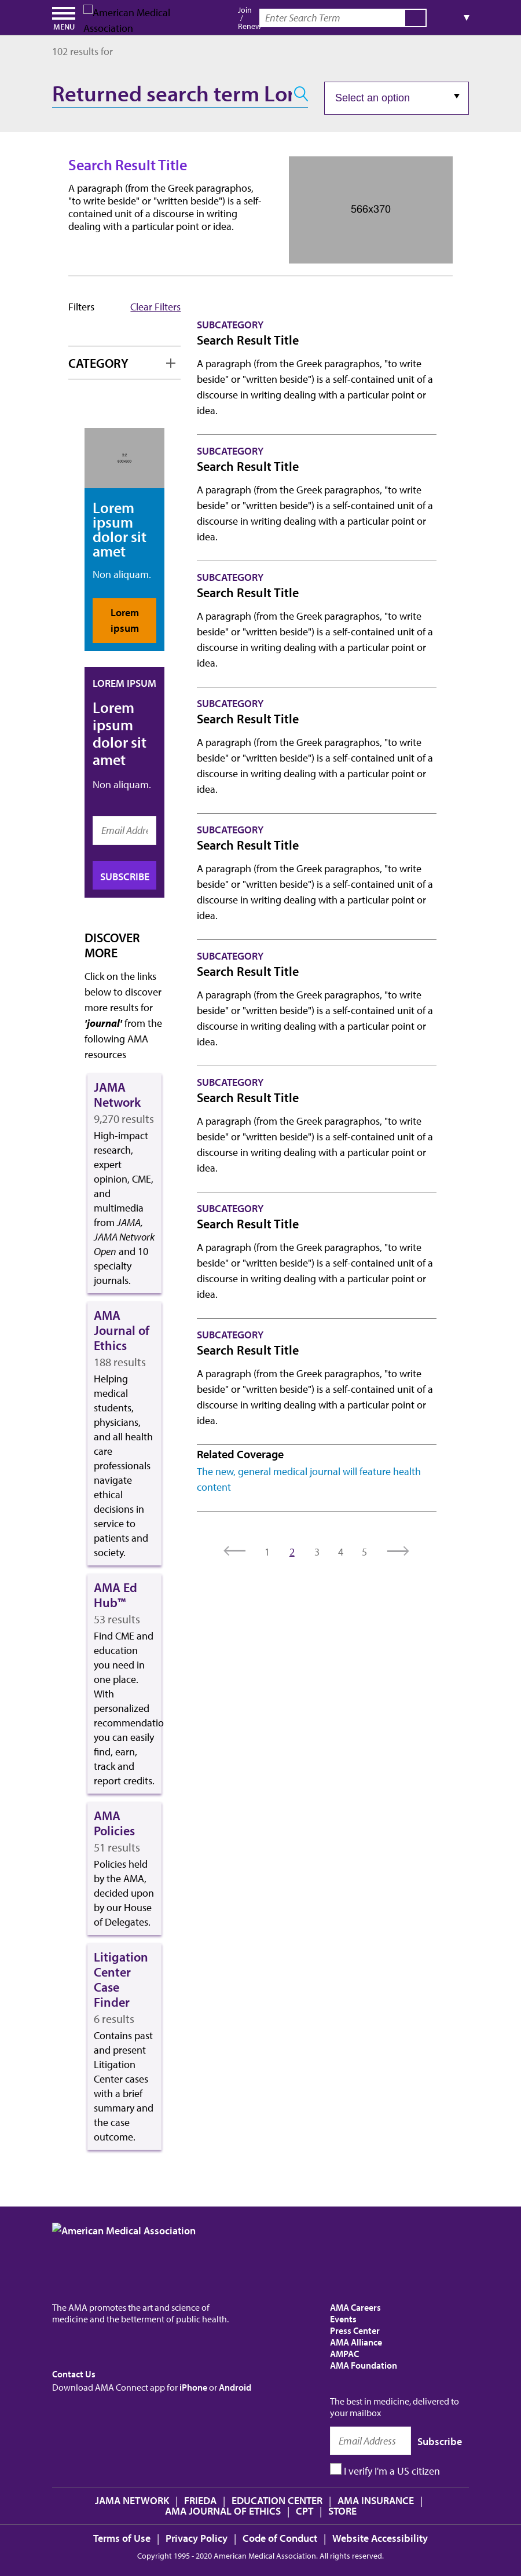 MENU
American Medical
Association
Join
/
Renew
Enter Search Term
▼
102 results for
Returned search term Lor
Select an option
Search Result Title
A paragraph (from the Greek paragraphos,
"to write beside" or "written beside") is a self-
contained unit of a discourse in writing
dealing with a particular point or idea.
566x370
Filters
Clear Filters
CATEGORY
SUBCATEGORY
Search Result Title
A paragraph (from the Greek paragraphos, "to write
beside" or "written beside") is a self-contained unit of a
discourse in writing dealing with a particular point or
idea.
SUBCATEGORY
Search Result Title
A paragraph (from the Greek paragraphos, "to write
beside" or "written beside") is a self-contained unit of a
discourse in writing dealing with a particular point or
idea.
SUBCATEGORY
Search Result Title
A paragraph (from the Greek paragraphos, "to write
beside" or "written beside") is a self-contained unit of a
discourse in writing dealing with a particular point or
idea.
SUBCATEGORY
Search Result Title
A paragraph (from the Greek paragraphos, "to write
beside" or "written beside") is a self-contained unit of a
discourse in writing dealing with a particular point or
idea.
SUBCATEGORY
Search Result Title
A paragraph (from the Greek paragraphos, "to write
beside" or "written beside") is a self-contained unit of a
discourse in writing dealing with a particular point or
idea.
SUBCATEGORY
Search Result Title
A paragraph (from the Greek paragraphos, "to write
beside" or "written beside") is a self-contained unit of a
discourse in writing dealing with a particular point or
idea.
SUBCATEGORY
Search Result Title
A paragraph (from the Greek paragraphos, "to write
beside" or "written beside") is a self-contained unit of a
discourse in writing dealing with a particular point or
idea.
SUBCATEGORY
Search Result Title
A paragraph (from the Greek paragraphos, "to write
beside" or "written beside") is a self-contained unit of a
discourse in writing dealing with a particular point or
idea.
SUBCATEGORY
Search Result Title
A paragraph (from the Greek paragraphos, "to write
beside" or "written beside") is a self-contained unit of a
discourse in writing dealing with a particular point or
idea.
Related Coverage
The new, general medical journal will feature health
content
1 2 3 4 5
Lorem
ipsum
dolor sit
amet
Non aliquam.
Lorem
ipsum
LOREM IPSUM
Lorem
ipsum
dolor sit
amet
Non aliquam.
Email Addre
SUBSCRIBE
DISCOVER
MORE
Click on the links
below to discover
more results for
'journal' from the
following AMA
resources
JAMA
Network
9,270 results
High-impact
research,
expert
opinion, CME,
and
multimedia
from JAMA,
JAMA Network
Open and 10
specialty
journals.
AMA
Journal of
Ethics
188 results
Helping
medical
students,
physicians,
and all health
care
professionals
navigate
ethical
decisions in
service to
patients and
society.
AMA Ed
Hub™
53 results
Find CME and
education
you need in
one place.
With
personalized
recommendatio
you can easily
find, earn,
track and
report credits.
AMA
Policies
51 results
Policies held
by the AMA,
decided upon
by our House
of Delegates.
Litigation
Center
Case
Finder
6 results
Contains past
and present
Litigation
Center cases
with a brief
summary and
the case
outcome.
American Medical Association
The AMA promotes the art and science of
medicine and the betterment of public health.
Contact Us
Download AMA Connect app for iPhone or Android
AMA Careers
Events
Press Center
AMA Alliance
AMPAC
AMA Foundation
The best in medicine, delivered to
your mailbox
Email Address
Subscribe
I verify I'm a US citizen
JAMA NETWORK | FRIEDA | EDUCATION CENTER | AMA INSURANCE |
AMA JOURNAL OF ETHICS | CPT | STORE
Terms of Use | Privacy Policy | Code of Conduct | Website Accessibility
Copyright 1995 - 2020 American Medical Association. All rights reserved.